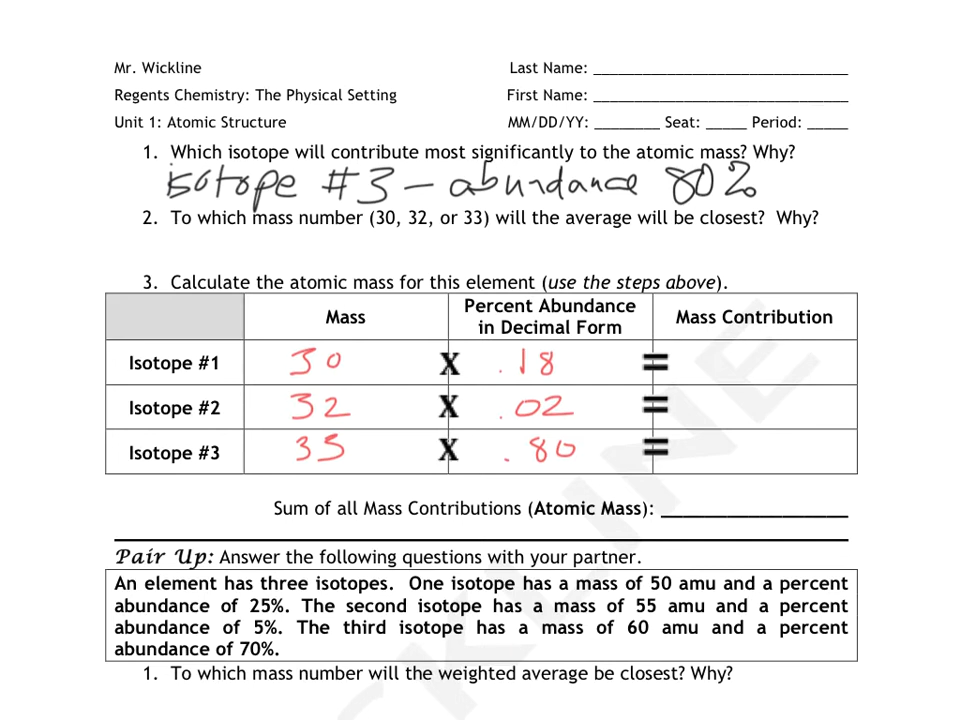 Mr. Wickline
Last Name: ____________________________
Regents Chemistry: The Physical Setting
First Name: ____________________________
Unit 1: Atomic Structure
MM/DD/YY: ________ Seat: _____ Period: _____
1. Which isotope will contribute most significantly to the atomic mass? Why?
isotope #3 - abundance 80%
2. To which mass number (30, 32, or 33) will the average will be closest? Why?
3. Calculate the atomic mass for this element (use the steps above).
Mass Percent Abundance in Decimal Form Mass Contribution
Isotope #1 30 X .18 =
Isotope #2 32 X .02 =
Isotope #3 35 X .80 =
Sum of all Mass Contributions (Atomic Mass): __________________
Pair Up: Answer the following questions with your partner.
An element has three isotopes. One isotope has a mass of 50 amu and a percent
abundance of 25%. The second isotope has a mass of 55 amu and a percent
abundance of 5%. The third isotope has a mass of 60 amu and a percent
abundance of 70%.
1. To which mass number will the weighted average be closest? Why?